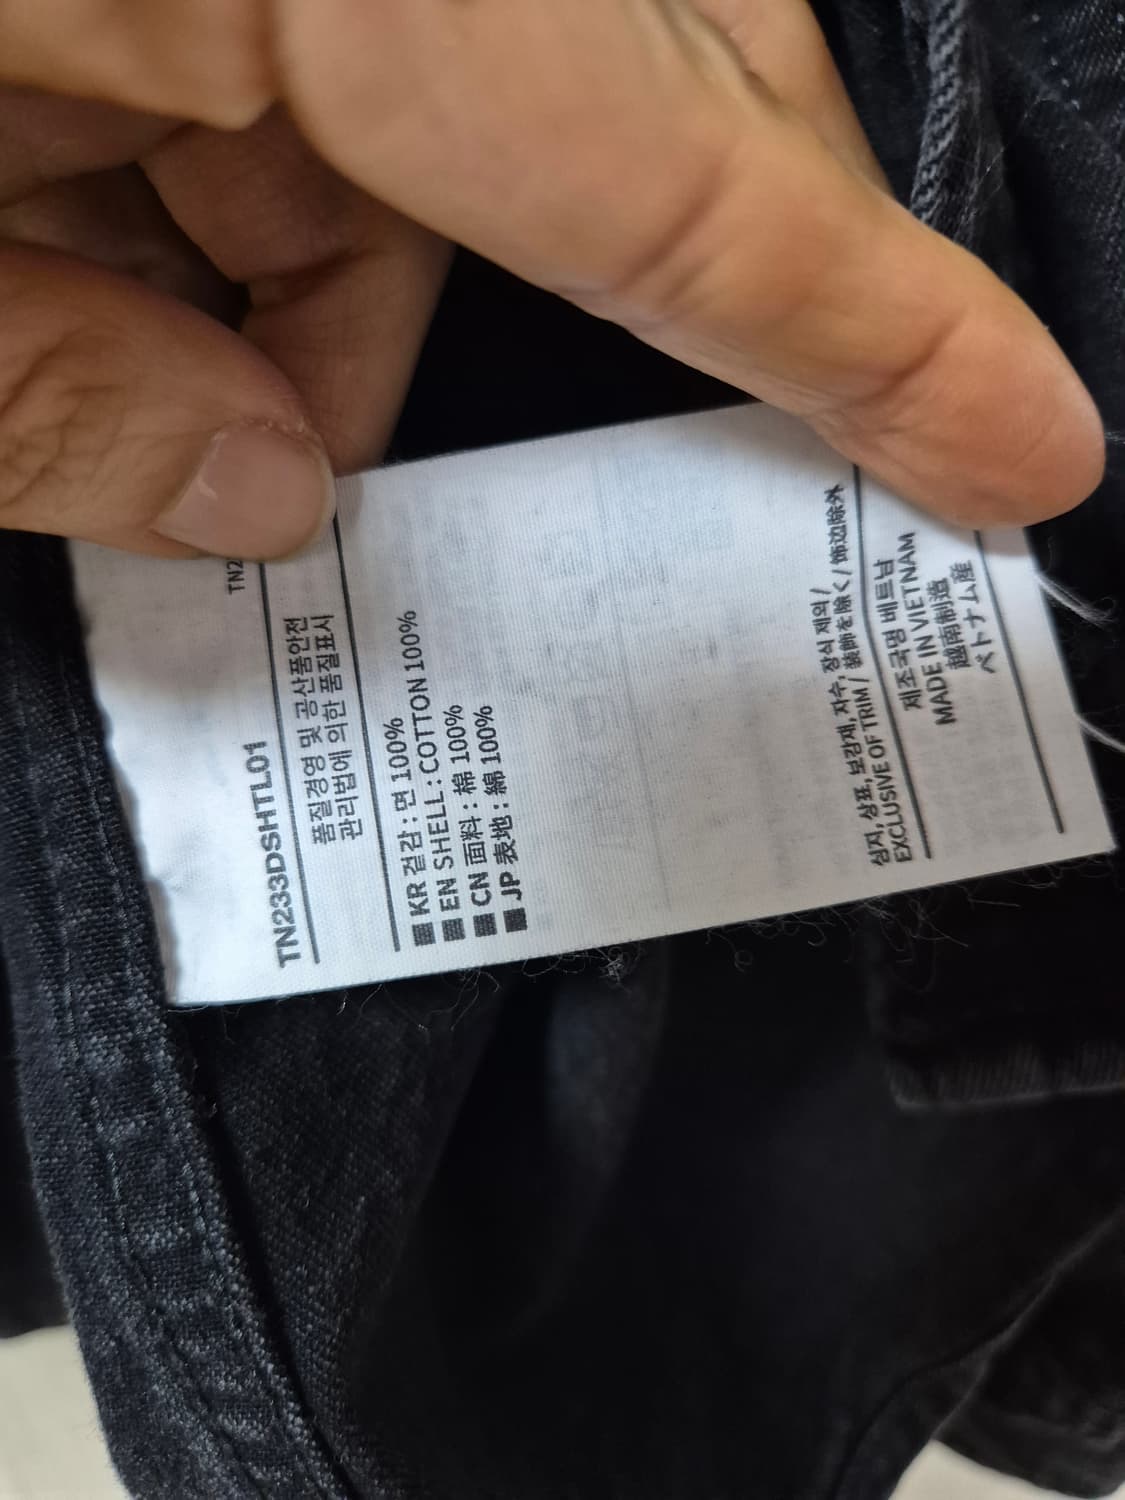 TN2
TN233DSHTL01
품질경영 및 공산품안전
관리법에 의한 품질표시
■ KR 겉감 : 면 100%
■ EN SHELL : COTTON 100%
■ CN 面料 : 棉 100%
■ JP 表地 : 綿 100%
심지, 상표, 보강재, 자수, 장식 제외 /
EXCLUSIVE OF TRIM / 装飾を除く / 饰边除外
제조국명 베트남
MADE IN VIETNAM
越南制造
ベトナム産